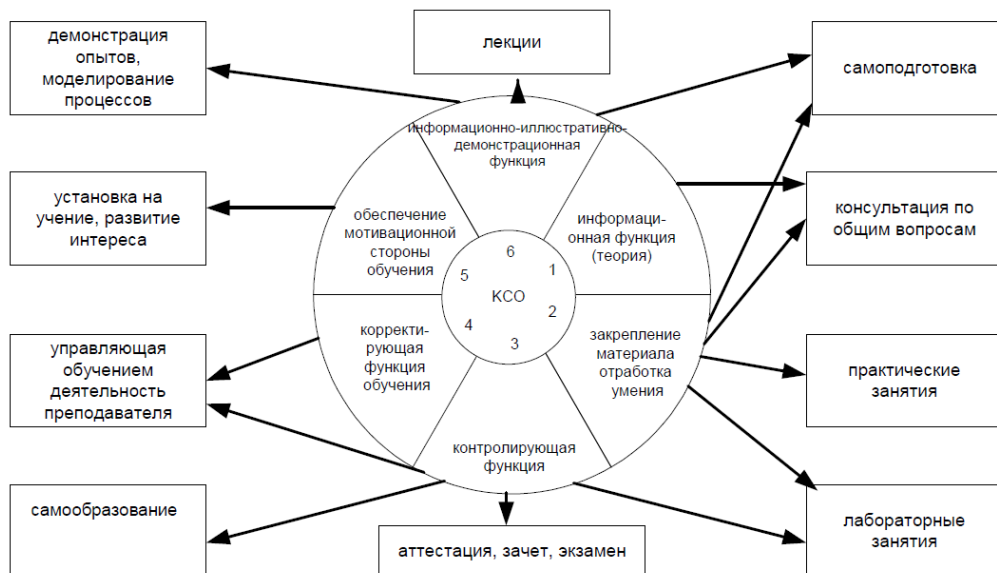 демонстрация
опытов,
моделирование
процессов
лекции
самоподготовка
информационно-иллюстративно-
демонстрационная
функция
установка на
учение, развитие
интереса
обеспечение
мотивационной
стороны
обучения
информаци-
онная функция
(теория)
консультация по
общим вопросам
6
5
1
КСО
4
2
3
управляющая
обучением
деятельность
преподавателя
корректи-
рующая
функция
обучения
закрепление
материала
отработка
умения
практические
занятия
контролирующая
функция
самообразование
аттестация, зачет, экзамен
лабораторные
занятия